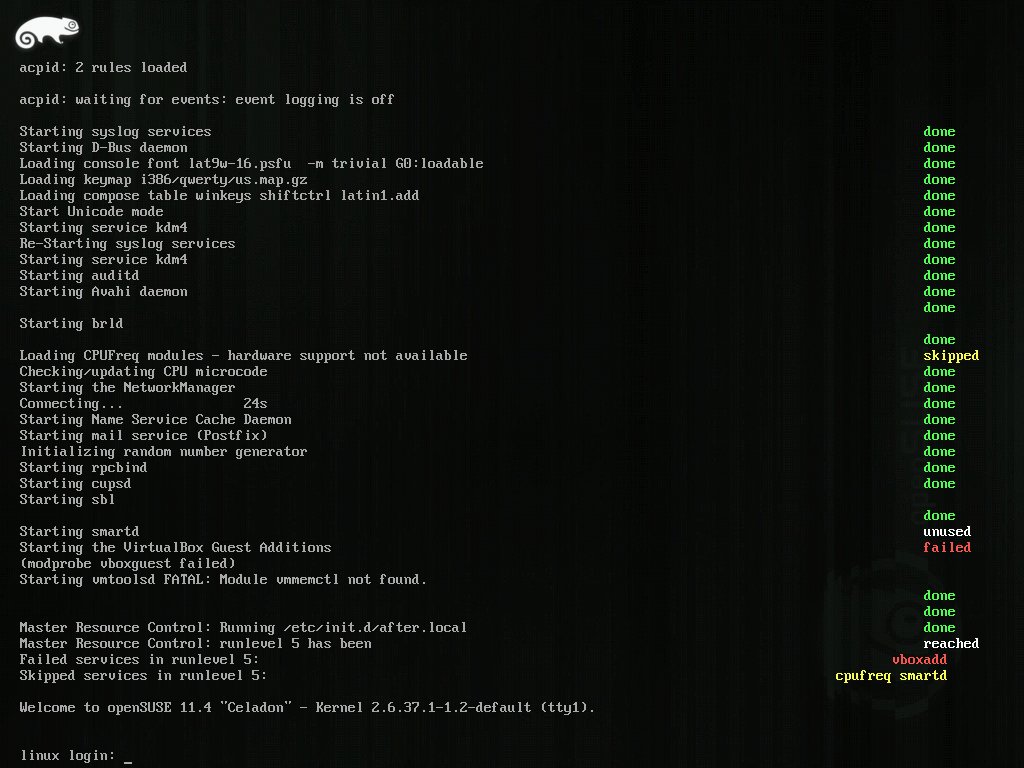 acpid: 2 rules loaded
acpid: waiting for events: event logging is off
Starting syslog services done
Starting D-Bus daemon done
Loading console font lat9w-16.psfu  -m trivial G0:loadable done
Loading keymap i386/qwerty/us.map.gz done
Loading compose table winkeys shiftctrl latin1.add done
Start Unicode mode done
Starting service kdm4 done
Re-Starting syslog services done
Starting service kdm4 done
Starting auditd done
Starting Avahi daemon done
done
Starting brld
done
Loading CPUFreq modules - hardware support not available skipped
Checking/updating CPU microcode done
Starting the NetworkManager done
Connecting... 24s done
Starting Name Service Cache Daemon done
Starting mail service (Postfix) done
Initializing random number generator done
Starting rpcbind done
Starting cupsd done
Starting sbl
done
Starting smartd unused
Starting the VirtualBox Guest Additions failed
(modprobe vboxguest failed)
Starting vmtoolsd FATAL: Module vmmemctl not found.
done
done
Master Resource Control: Running /etc/init.d/after.local done
Master Resource Control: runlevel 5 has been reached
Failed services in runlevel 5: vboxadd
Skipped services in runlevel 5: cpufreq smartd
Welcome to openSUSE 11.4 "Celadon" - Kernel 2.6.37.1-1.2-default (tty1).
linux login: _